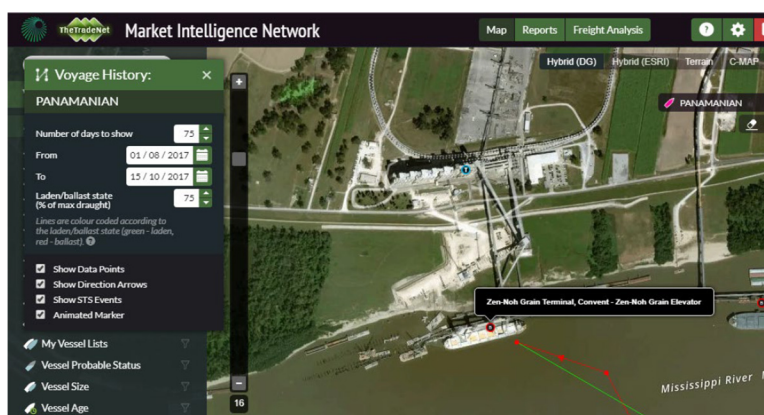 TheTradeNet
Market Intelligence Network
Map
Reports
Freight Analysis
?
Voyage History:
×
PANAMANIAN
Number of days to show
75
From
01 / 08 / 2017
To
15 / 10 / 2017
Laden/ballast state
(% of max draught)
75
Lines are colour coded according to
the laden/ballast state (green - laden,
red - ballast). ?
Show Data Points
Show Direction Arrows
Show STS Events
Animated Marker
My Vessel Lists
Vessel Probable Status
Vessel Size
Vessel Age
+
−
16
Hybrid (DG)
Hybrid (ESRI)
Terrain
C-MAP
PANAMANIAN
Zen-Noh Grain Terminal, Convent - Zen-Noh Grain Elevator
Mississippi River